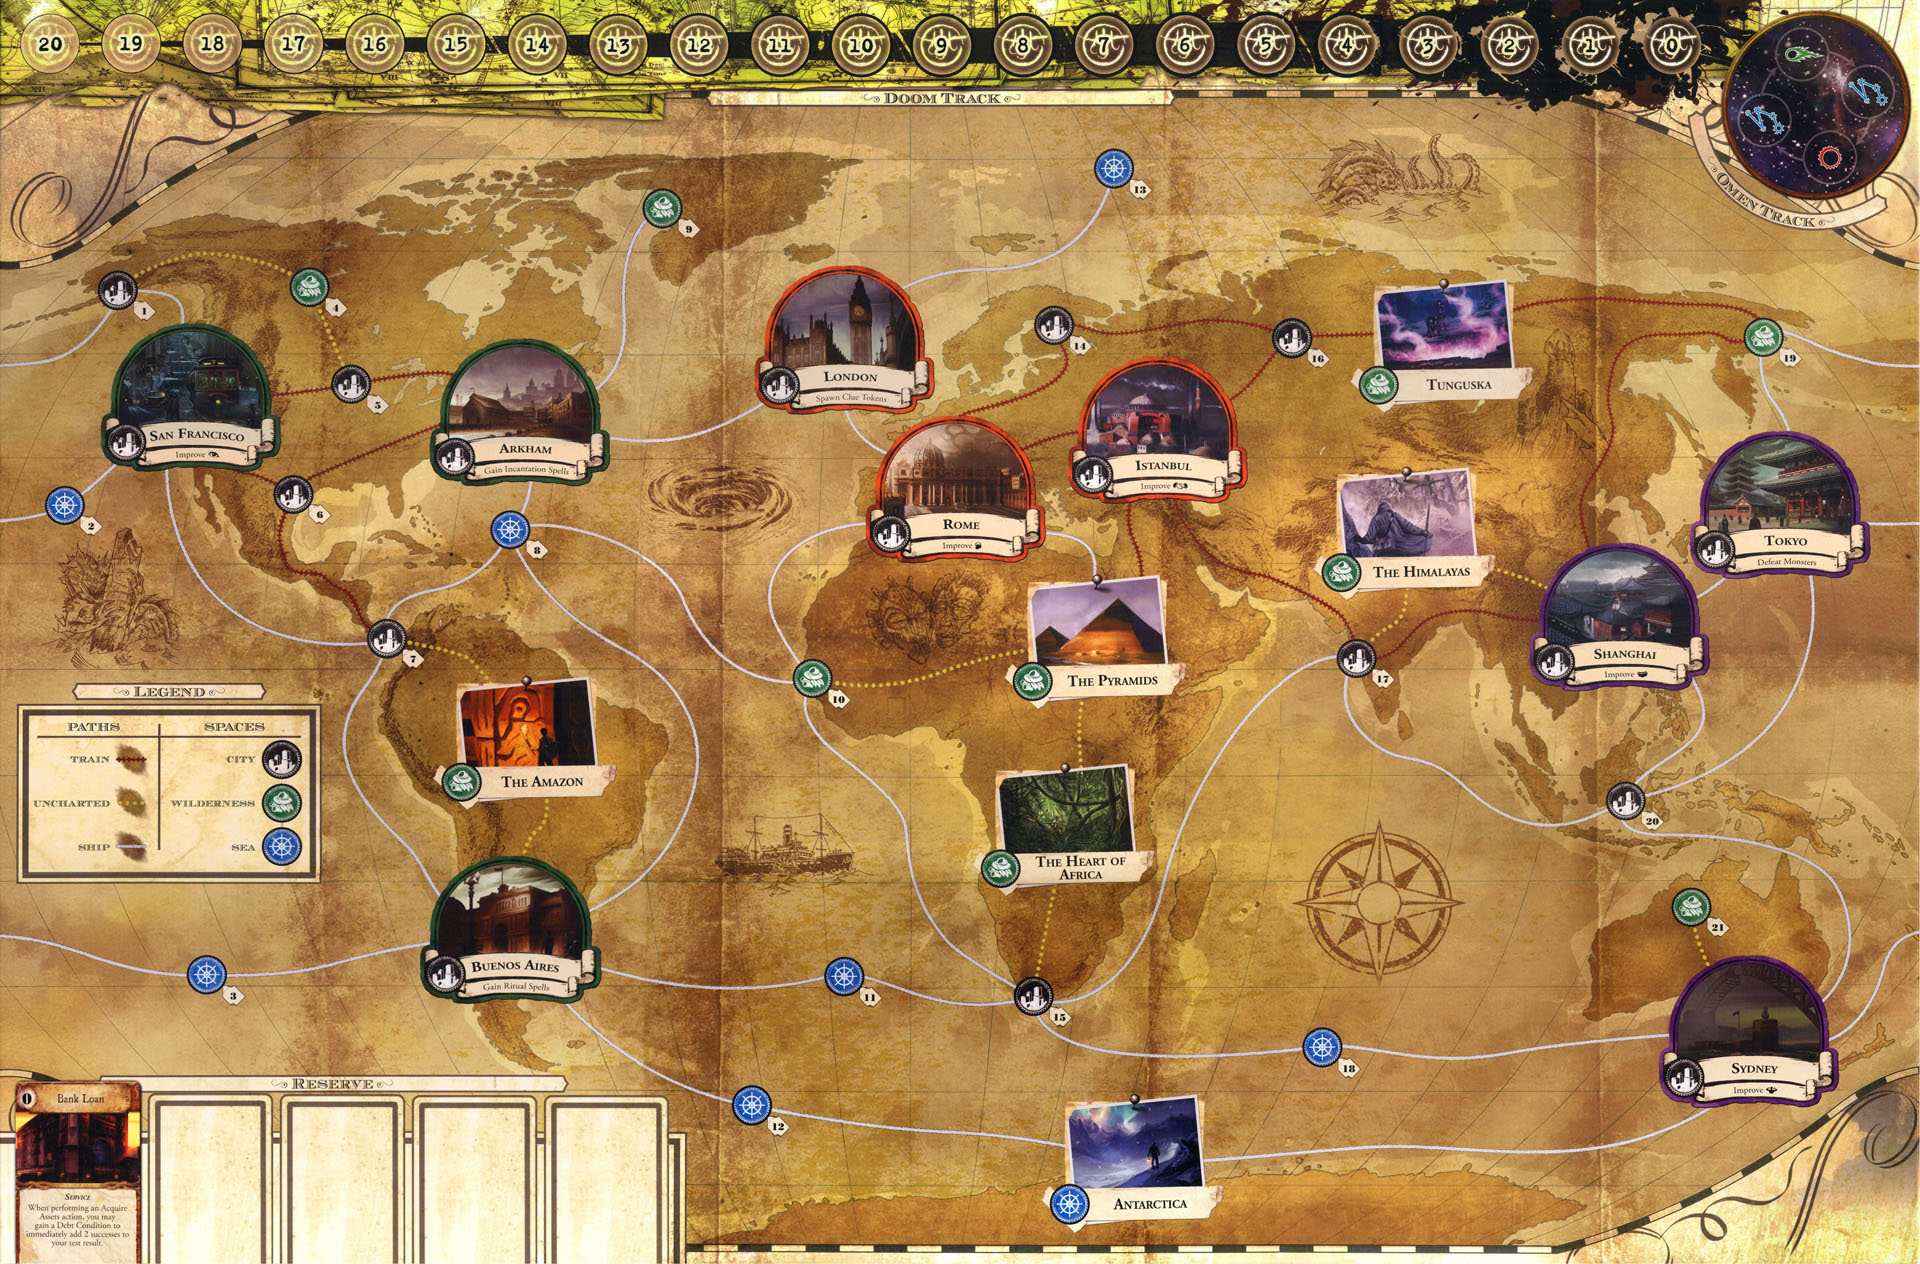 20 19 18 17 16 15 14 13 12 11 10 9 8 7 6 5 4 3 2 1 0
DOOM TRACK
OMEN TRACK
13
9
1
4
14
16
19
5
LONDON
Spawn Clue Tokens
TUNGUSKA
SAN FRANCISCO
Improve
ARKHAM
Gain Incantation Spells
ISTANBUL
Improve
2
6
8
ROME
Improve
THE HIMALAYAS
TOKYO
Defeat Monsters
7
10
THE PYRAMIDS
17
SHANGHAI
Improve
LEGEND
PATHS
SPACES
TRAIN
CITY
UNCHARTED
WILDERNESS
SHIP
SEA
THE AMAZON
20
THE HEART OF
AFRICA
21
3
BUENOS AIRES
Gain Ritual Spells
11
15
18
SYDNEY
Improve
12
ANTARCTICA
RESERVE
0
Bank Loan
SERVICE
When performing an Acquire
Assets action, you may
gain a Debt Condition to
immediately add 2 successes to
your test result.